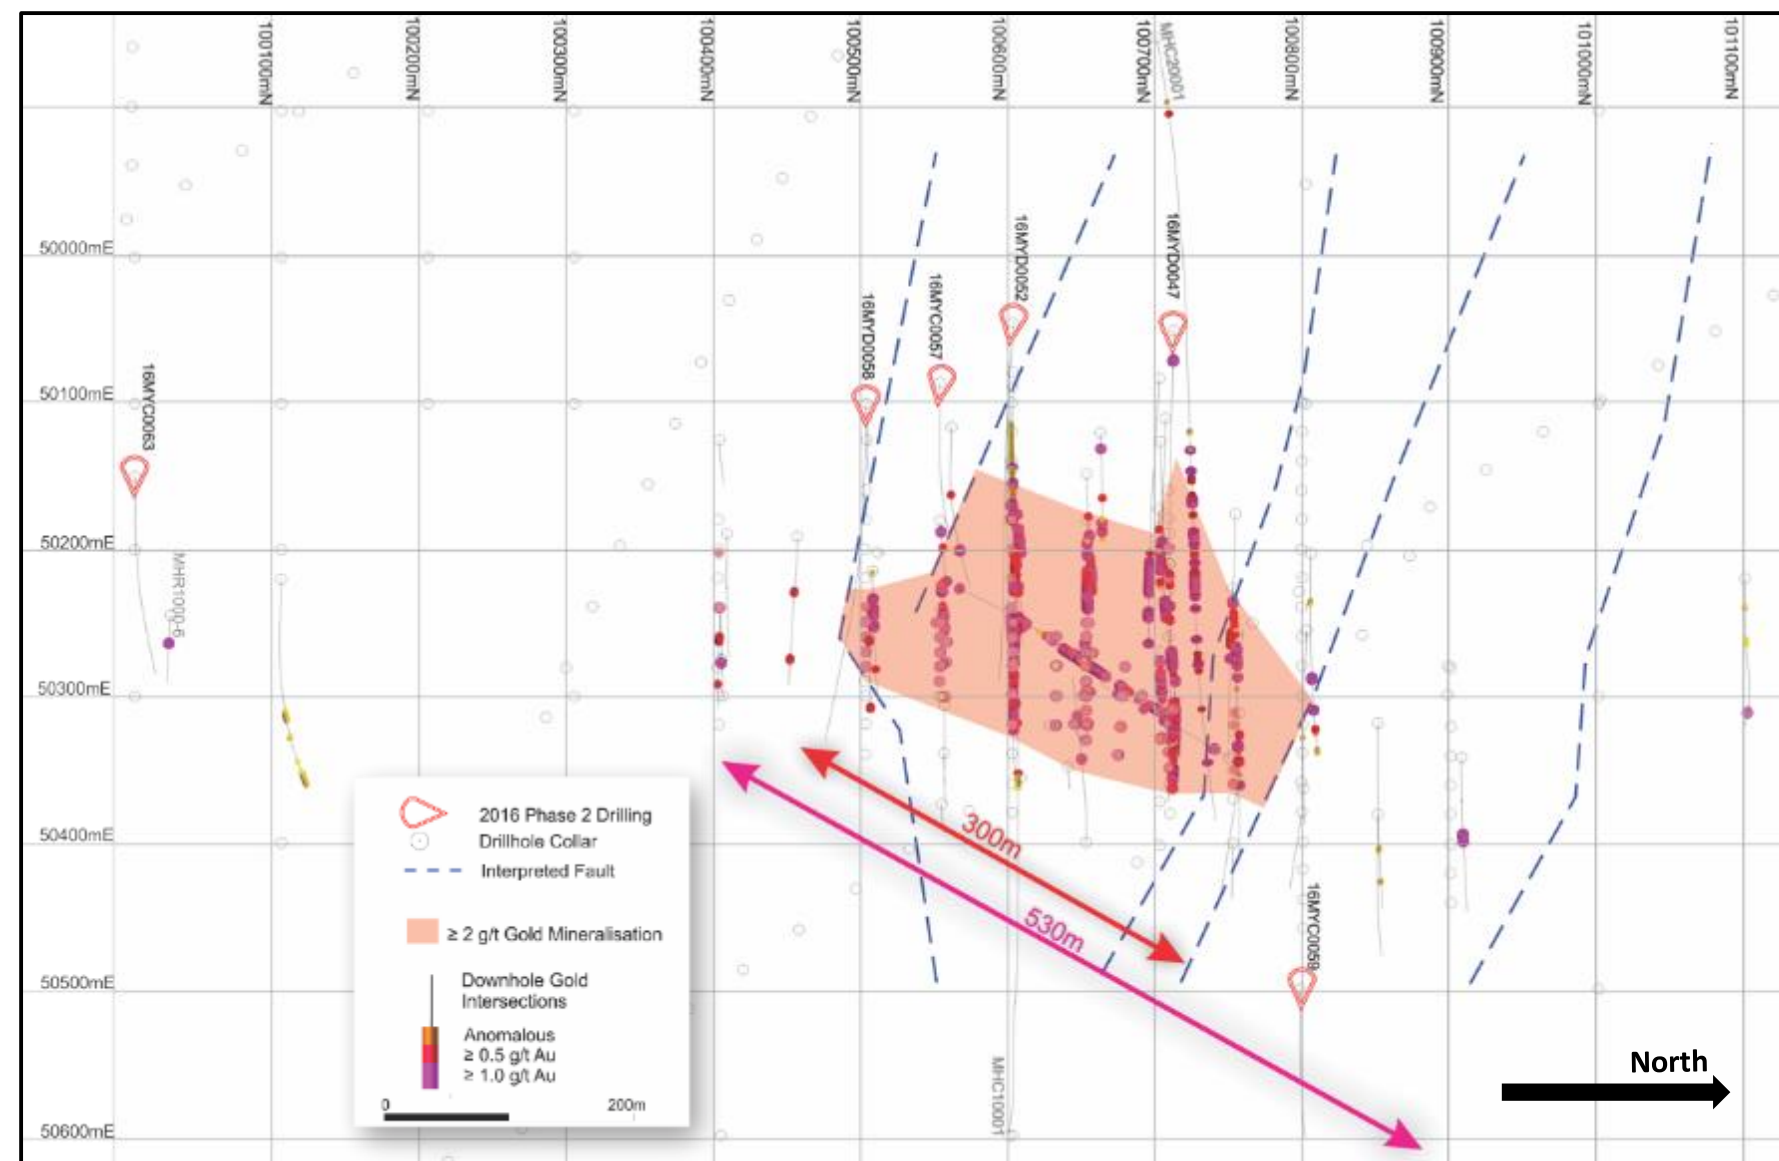 100100mN
100200mN
100300mN
100400mN
100500mN
100600mN
100700mN
MHC20001
100800mN
100900mN
101000mN
101100mN
50000mE
50100mE
50200mE
50300mE
50400mE
50500mE
50600mE
16MYC0063
MHR1000-6
16MYD0058
16MYC0057
16MYD0052
16MYD0047
16MYC0059
MHC10001
300m
530m
2016 Phase 2 Drilling
Drillhole Collar
Interpreted Fault
≥ 2 g/t Gold Mineralisation
Downhole Gold
Intersections
Anomalous
≥ 0.5 g/t Au
≥ 1.0 g/t Au
0 200m
North